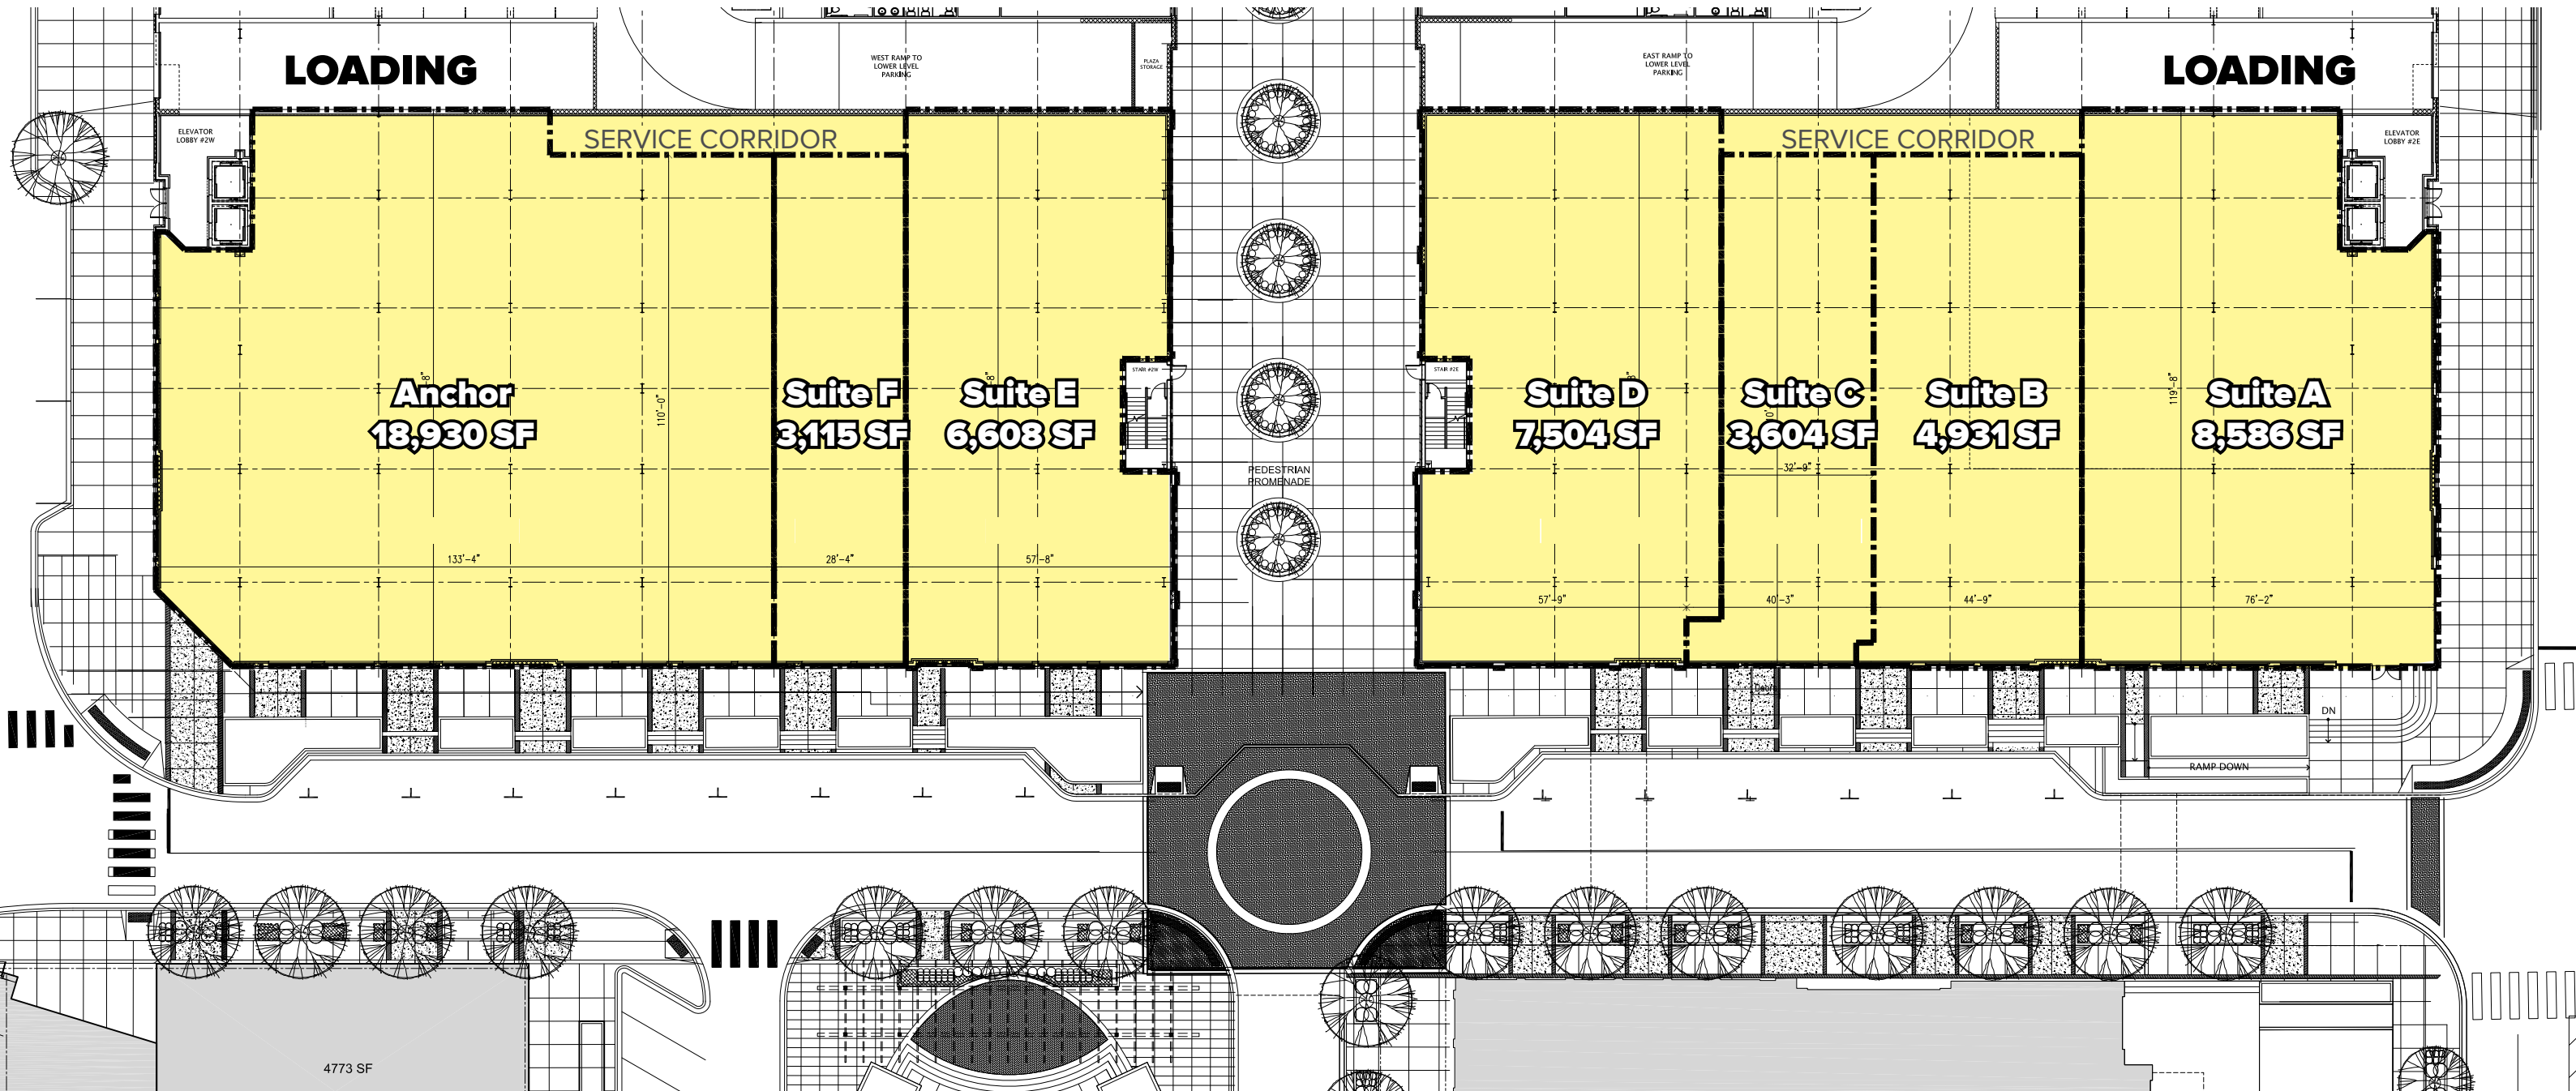 LOADING
WEST RAMP TO
LOWER LEVEL
PARKING
PLAZA
STORAGE
EAST RAMP TO
LOWER LEVEL
PARKING
LOADING
ELEVATOR
LOBBY #2W
SERVICE CORRIDOR
SERVICE CORRIDOR
ELEVATOR
LOBBY #2E
STAIR #2W
STAIR #2E
Anchor
18,930 SF
110'-0"
Suite F
3,115 SF
Suite E
6,608 SF
Suite D
7,504 SF
Suite C
3,604 SF
Suite B
4,931 SF
119'-8"
Suite A
8,586 SF
PEDESTRIAN
PROMENADE
32'-9"
133'-4"
28'-4"
57'-8"
57'-9"
40'-3"
44'-9"
76'-2"
DN
RAMP DOWN
4773 SF